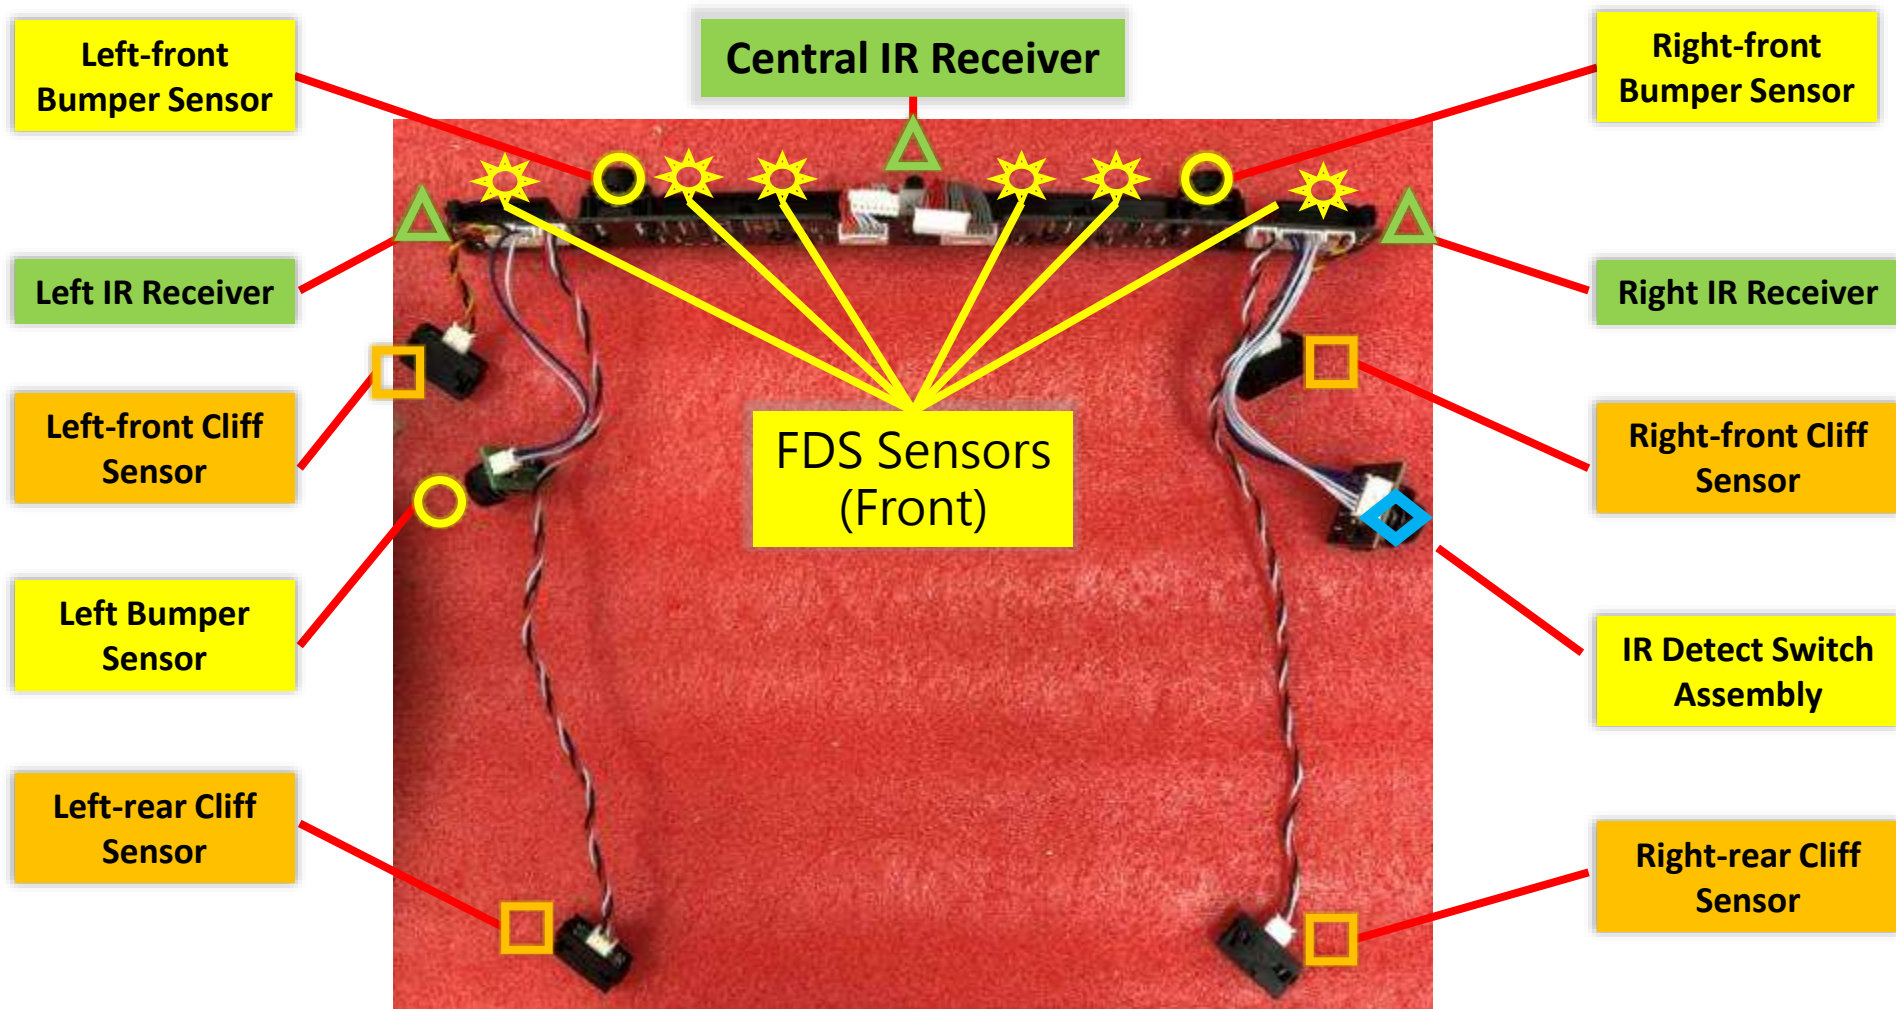 Left-front
Bumper Sensor
Central IR Receiver
Right-front
Bumper Sensor
Left IR Receiver
Right IR Receiver
Left-front Cliff
Sensor
FDS Sensors
(Front)
Right-front Cliff
Sensor
Left Bumper
Sensor
IR Detect Switch
Assembly
Left-rear Cliff
Sensor
Right-rear Cliff
Sensor